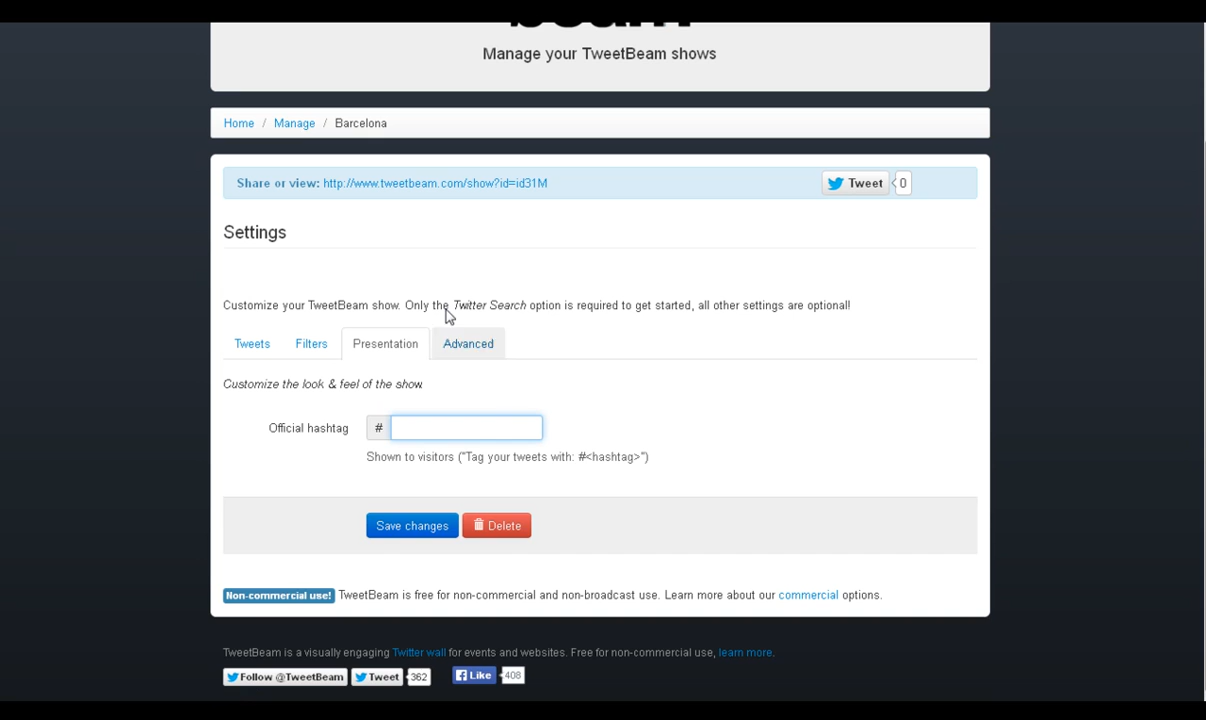 Manage your TweetBeam shows
Home / Manage / Barcelona
Share or view: http://www.tweetbeam.com/show?id=id31M
Tweet 0
Settings
Customize your TweetBeam show. Only the Twitter Search option is required to get started, all other settings are optional!
Tweets Filters Presentation Advanced
Customize the look & feel of the show.
Official hashtag #
Shown to visitors ("Tag your tweets with: #<hashtag>")
Save changes Delete
Non-commercial use! TweetBeam is free for non-commercial and non-broadcast use. Learn more about our commercial options.
TweetBeam is a visually engaging Twitter wall for events and websites. Free for non-commercial use, learn more.
Follow @TweetBeam Tweet 362 Like 408